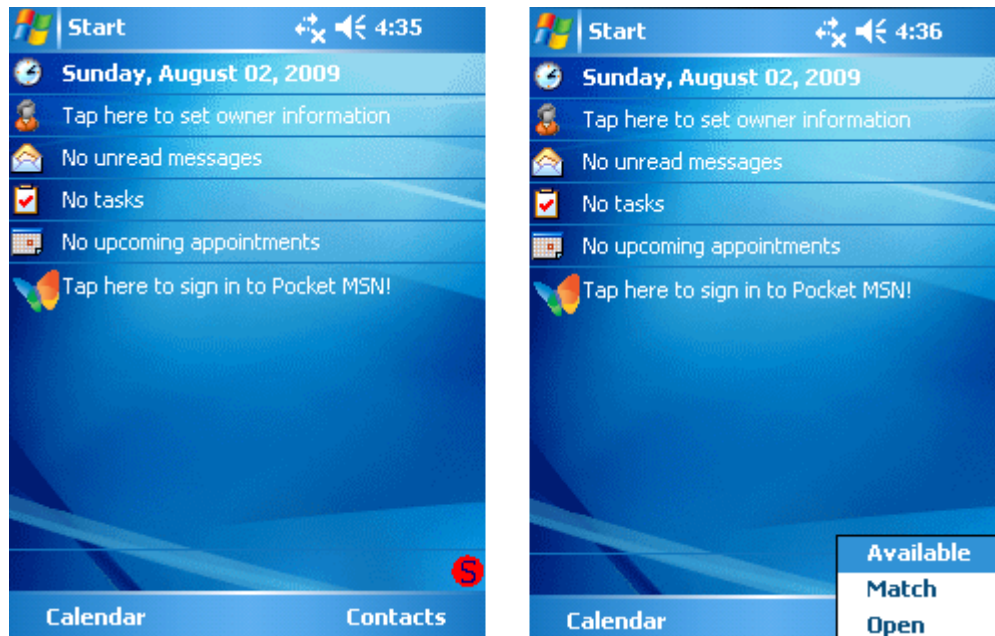 Start 4:35
Sunday, August 02, 2009
Tap here to set owner information
No unread messages
No tasks
No upcoming appointments
Tap here to sign in to Pocket MSN!
S
Calendar Contacts
Start 4:36
Sunday, August 02, 2009
Tap here to set owner information
No unread messages
No tasks
No upcoming appointments
Tap here to sign in to Pocket MSN!
Available
Match
Open
Calendar